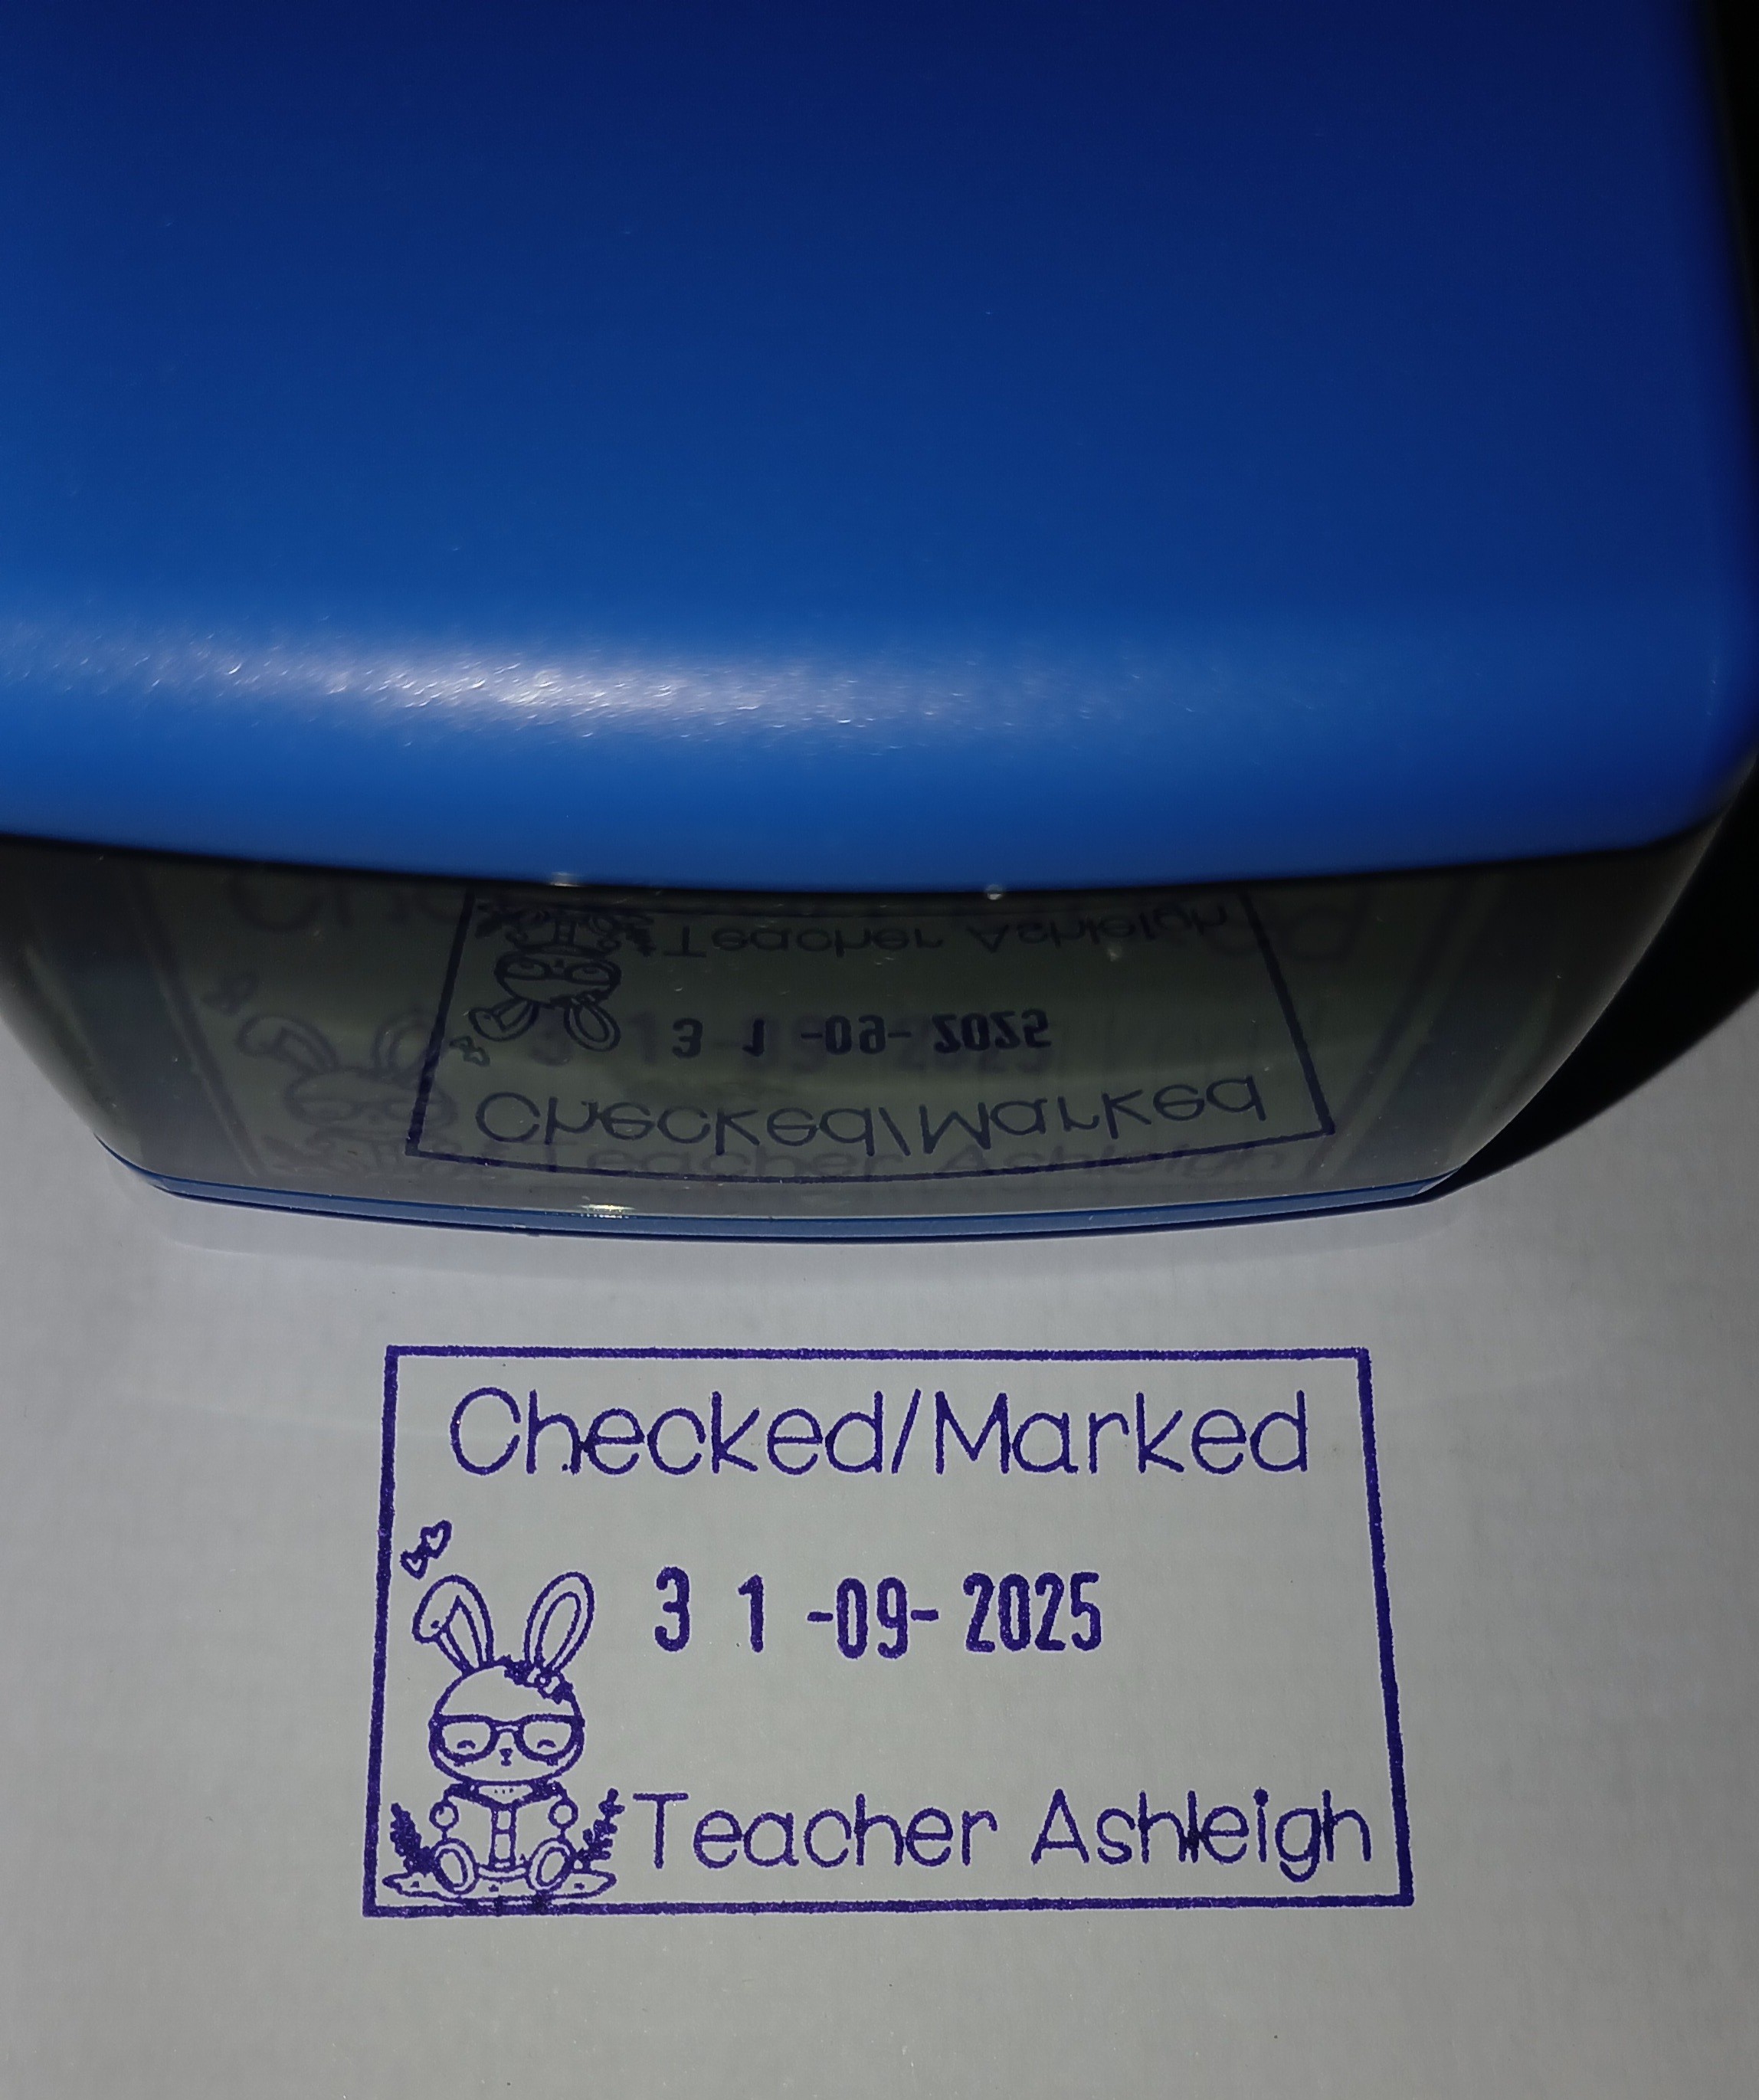 Checked/Marked
3 1 -09- 2025
Teacher Ashleigh